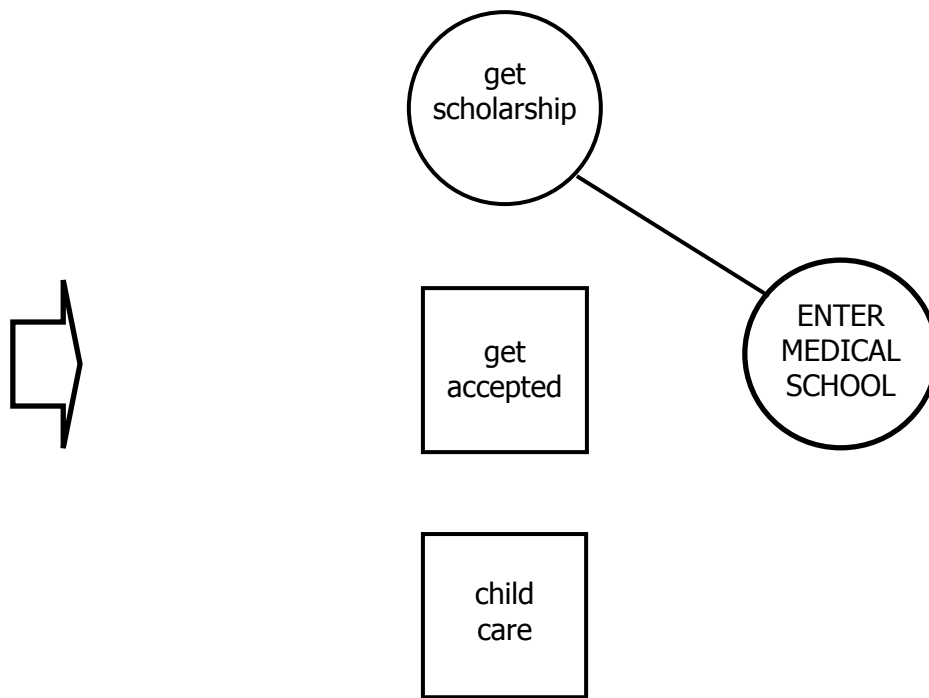 get
scholarship
ENTER
MEDICAL
SCHOOL
get
accepted
child
care